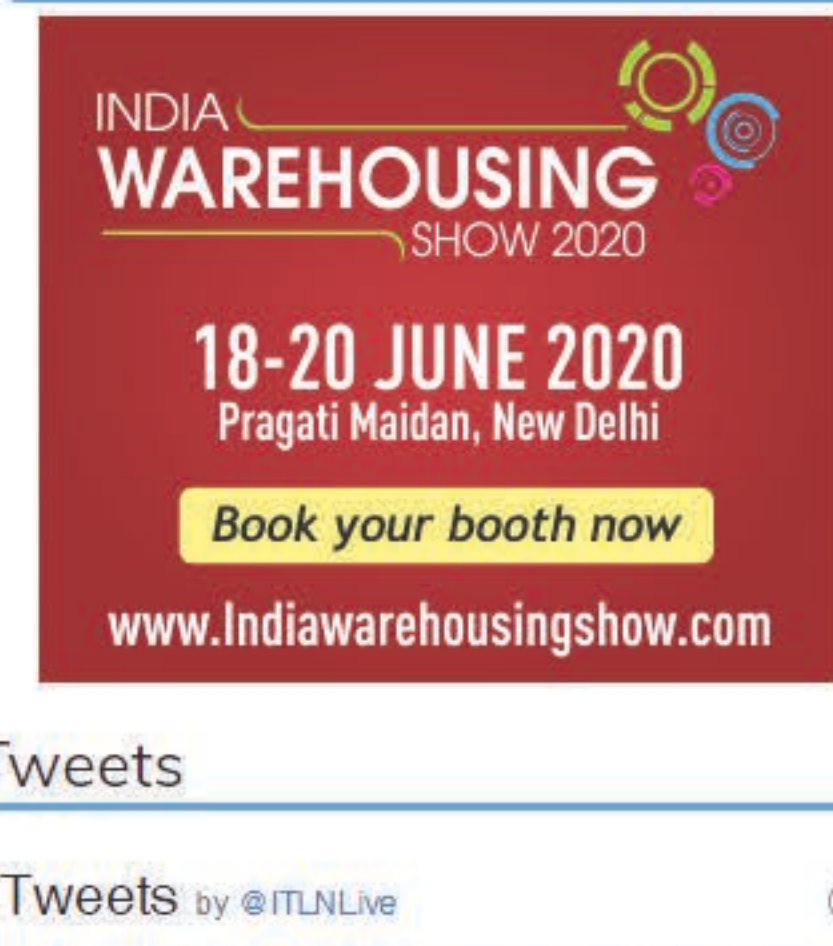 INDIA
WAREHOUSING
SHOW 2020
18-20 JUNE 2020
Pragati Maidan, New Delhi
Book your booth now
www.Indiawarehousingshow.com
Tweets
Tweets by @ITLNLive